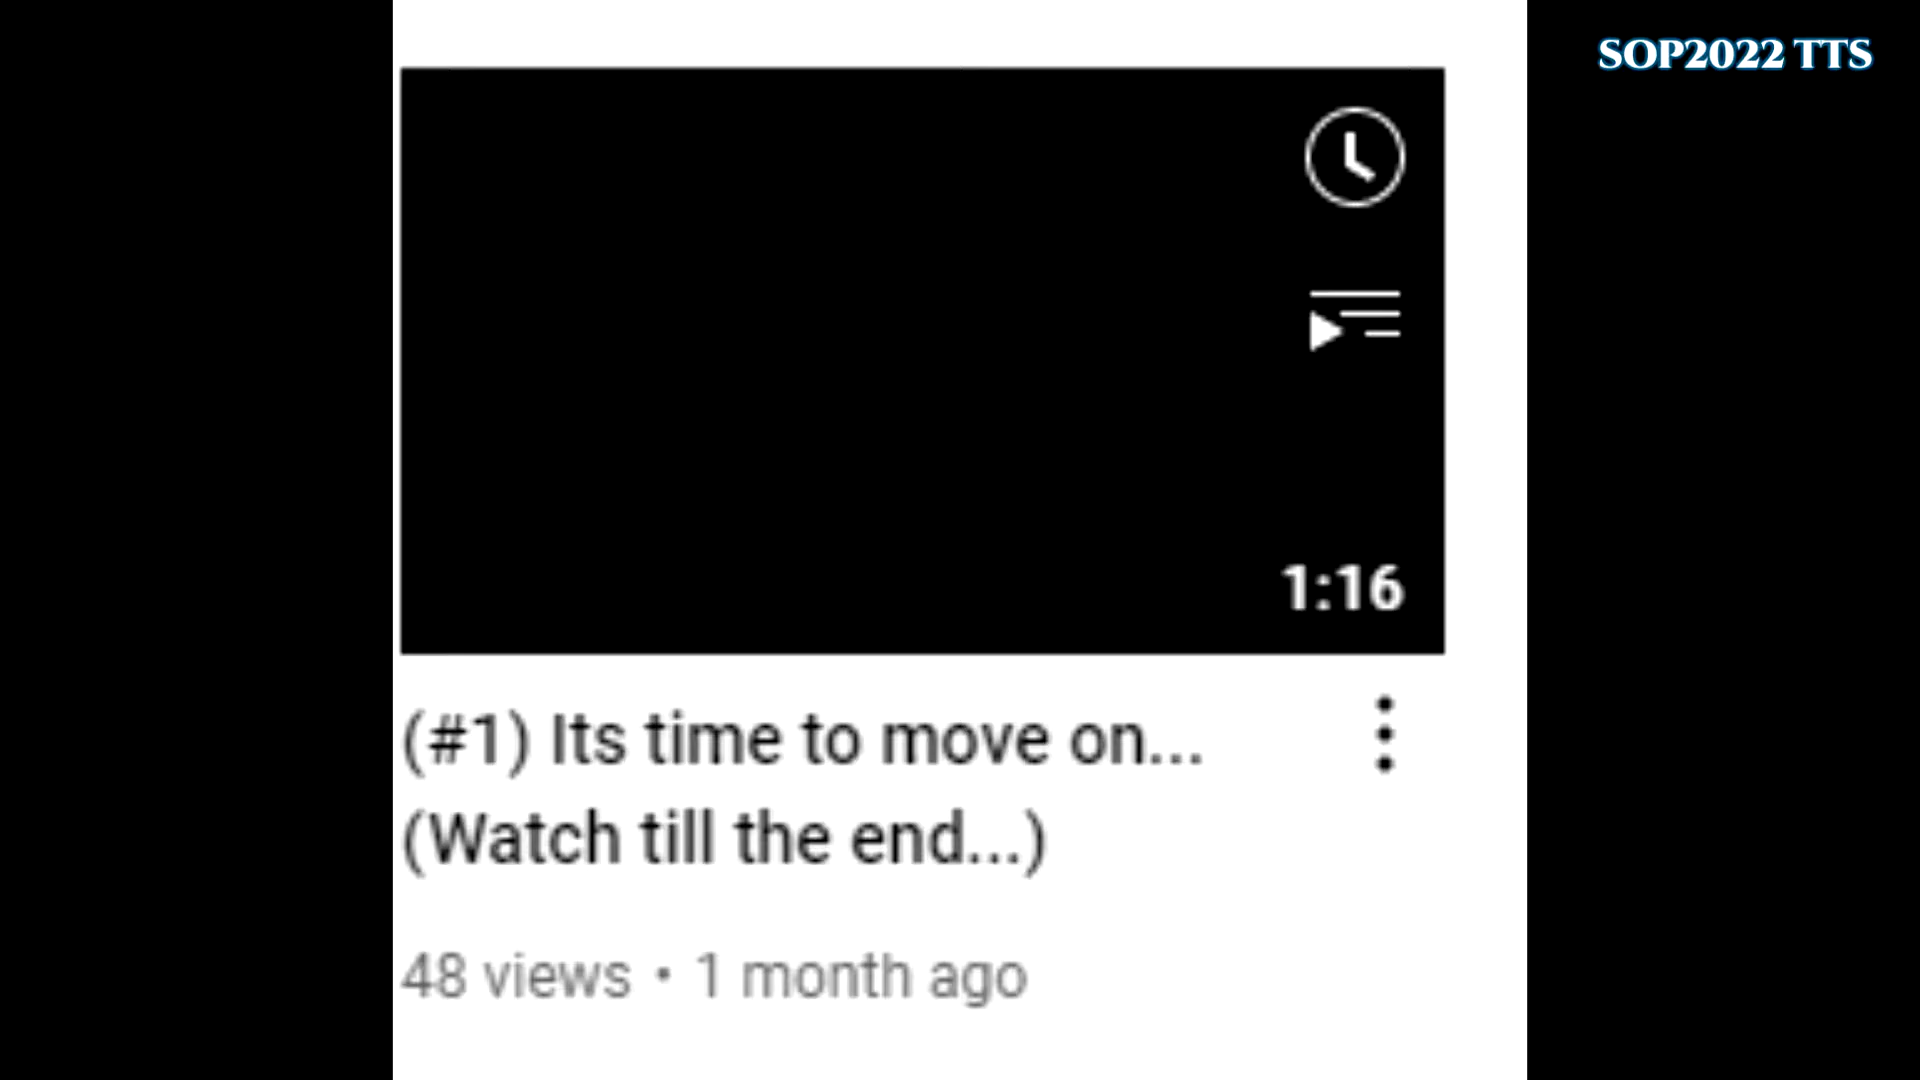 SOP2022 TTS
1:16
(#1) Its time to move on...
(Watch till the end...)
48 views • 1 month ago